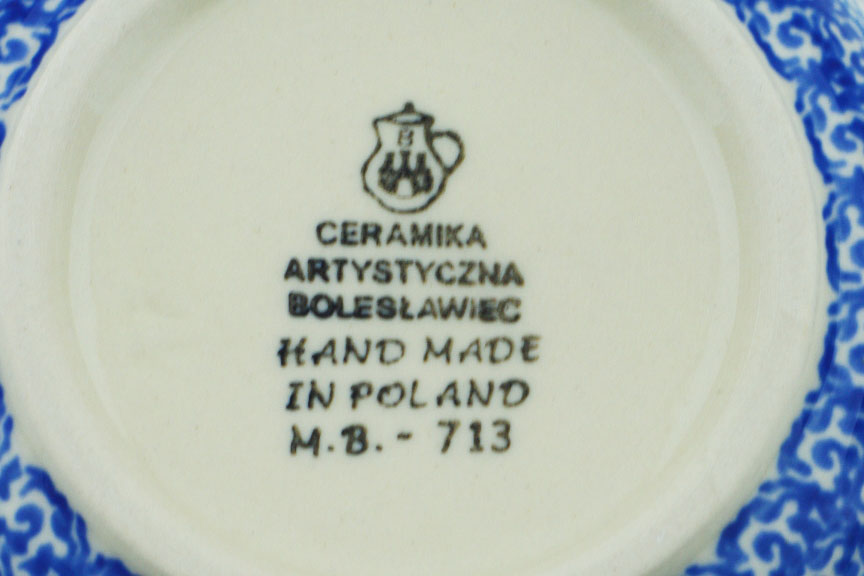 B
CERAMIKA
ARTYSTYCZNA
BOLESŁAWIEC
HAND MADE
IN POLAND
M.B. - 713